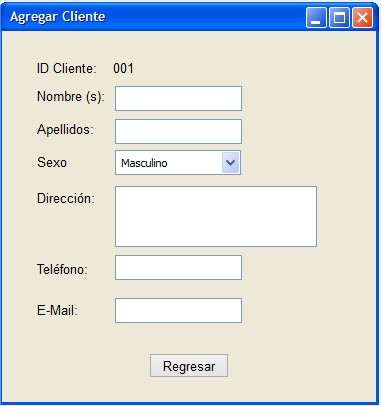 Agregar Cliente
ID Cliente: 001
Nombre (s):
Apellidos:
Sexo Masculino
Dirección:
Teléfono:
E-Mail:
Regresar